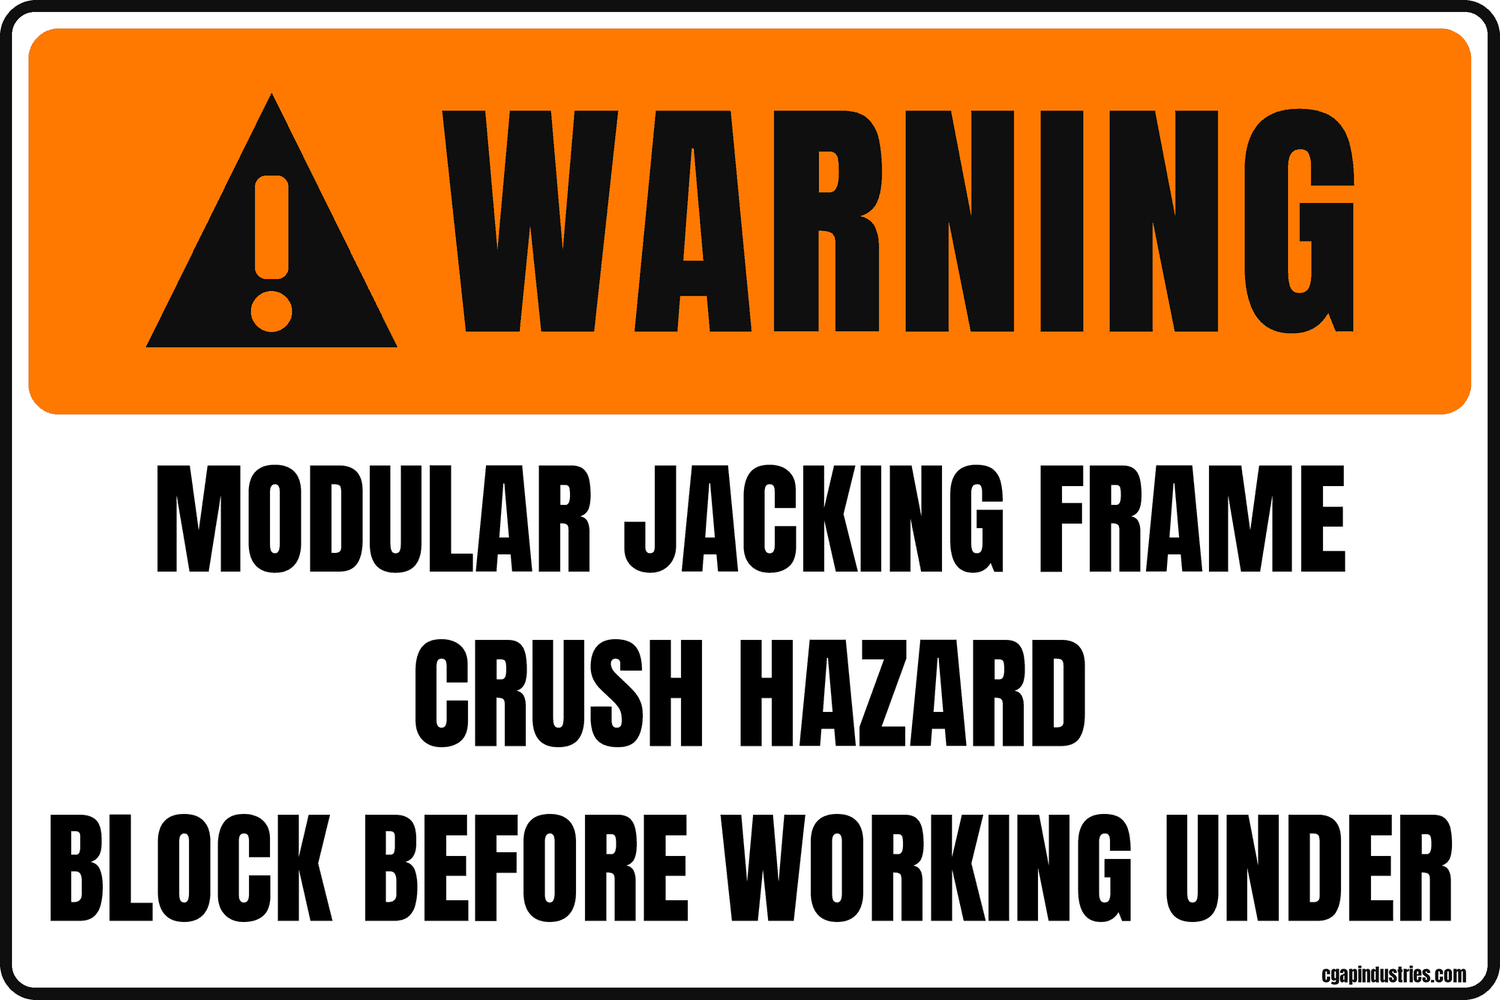 WARNING
MODULAR JACKING FRAME
CRUSH HAZARD
BLOCK BEFORE WORKING UNDER
cgapindustries.com